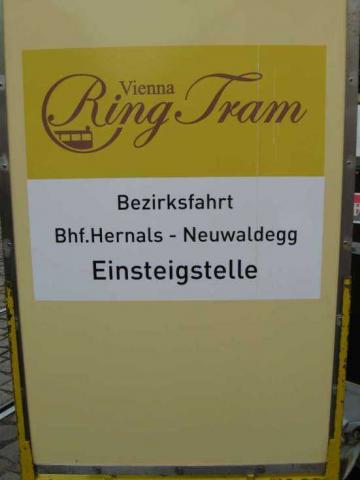 Vienna
Ring Tram
Bezirksfahrt
Bhf.Hernals - Neuwaldegg
Einsteigstelle